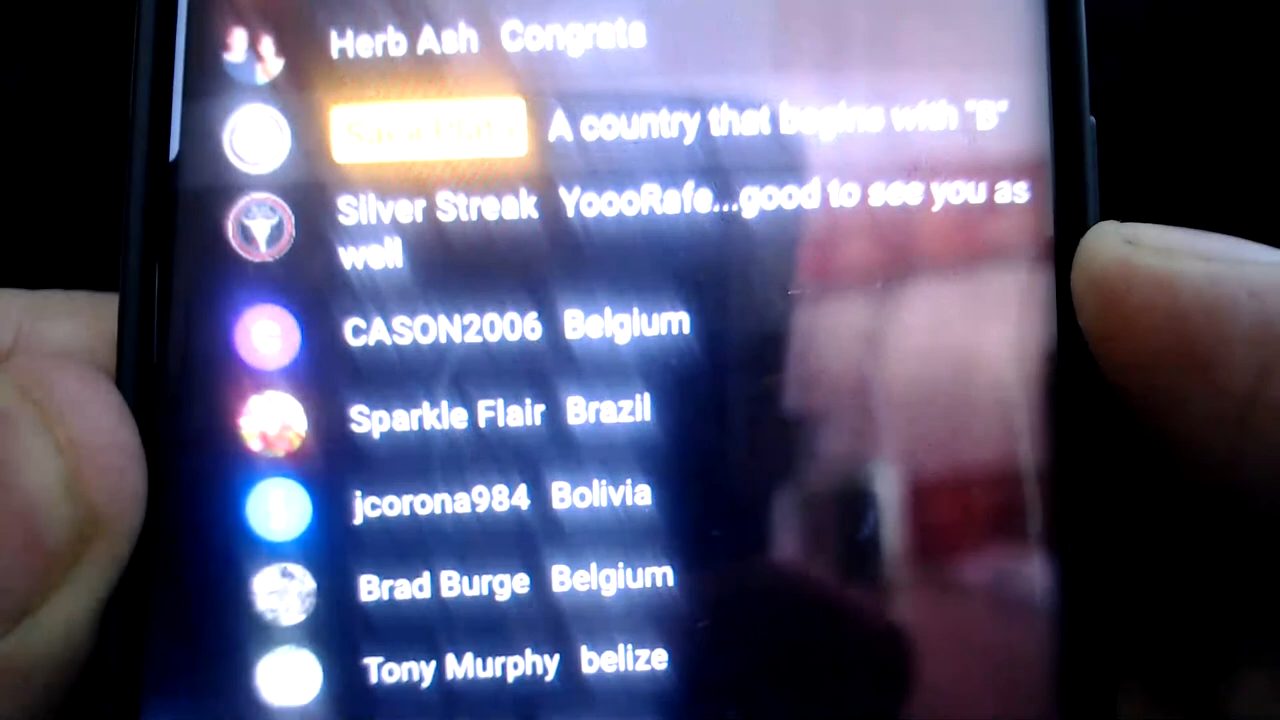 Herb Ash Congrats
A country that begins with "B"
Silver Streak YoooRafe...good to see you as
well
CASON2006 Belgium
Sparkle Flair Brazil
jcorona984 Bolivia
Brad Burge Belgium
Tony Murphy belize